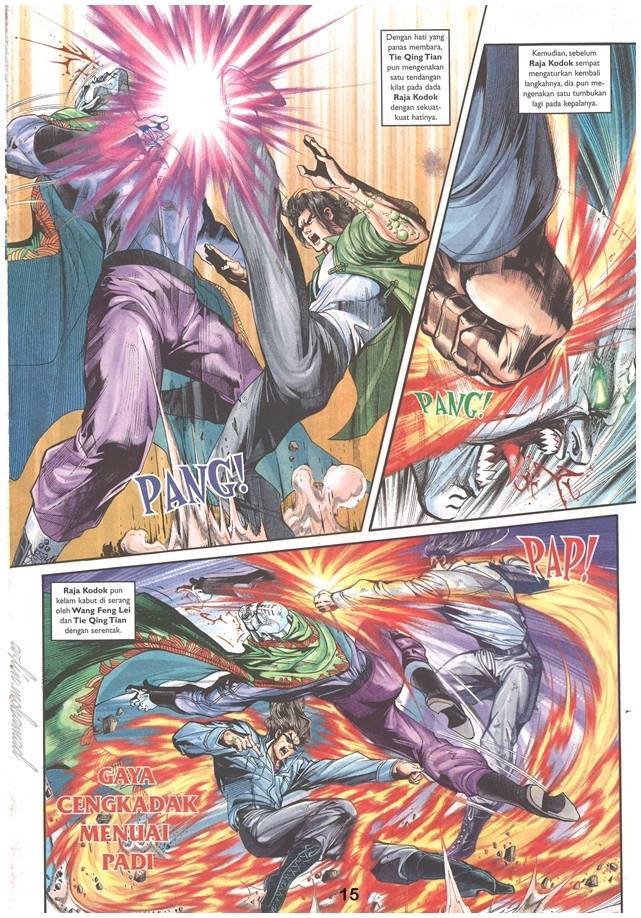 Dengan hati yang
panas membara,
Tie Qing Tian
pun mengenakan
satu tendangan
kilat pada dada
Raja Kodok
dengan sekuat-
kuat hatinya.
Kemudian, sebelum
Raja Kodok sempat
mengaturkan kembali
langkahnya, dia pun me-
ngenakan satu tumbukan
lagi pada kepalanya.
PANG!
PANG!
Raja Kodok pun
kelam kabut di serang
oleh Wang Feng Lei
dan Tie Qing Tian
dengan serentak.
PAP!
GAYA
CENGKADAK
MENUAI
PADI
15